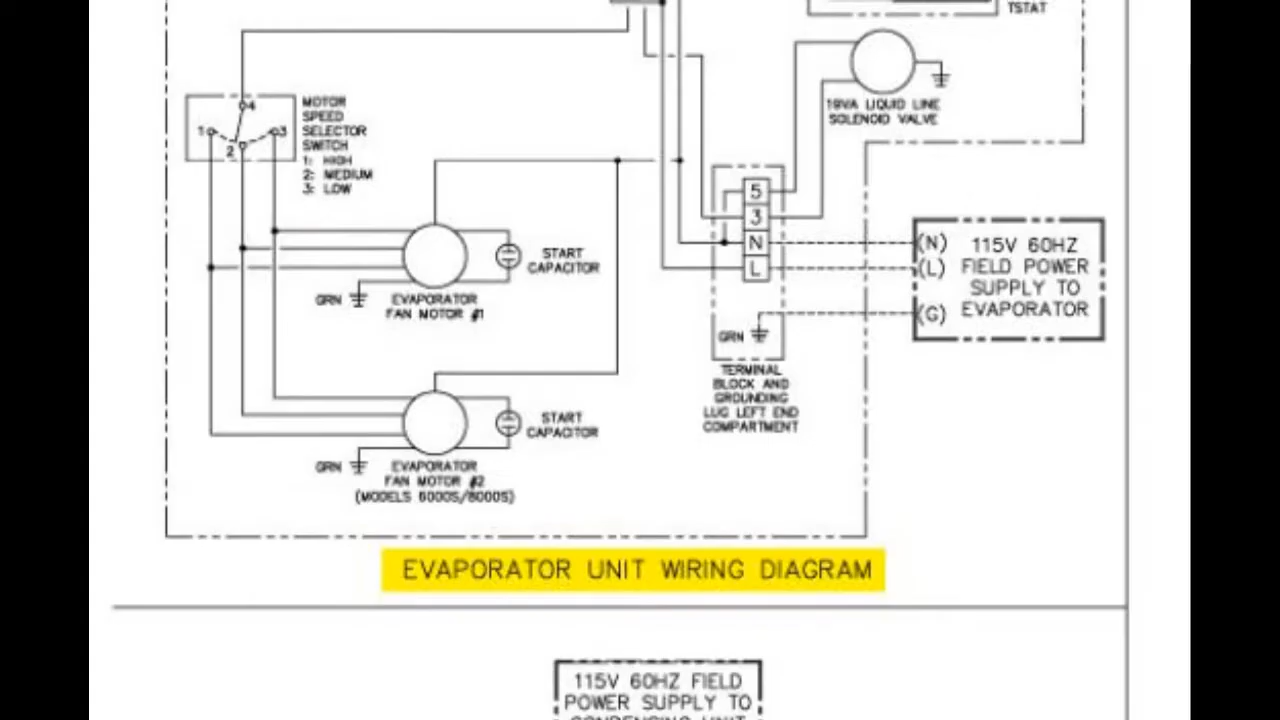 TSTAT
19VA LIQUID LINE
SOLENOID VALVE
4
1
3
2
MOTOR
SPEED
SELECTOR
SWITCH
1: HIGH
2: MEDIUM
3: LOW
5
3
N
L
(N)
(L)
(G)
115V 60HZ
FIELD POWER
SUPPLY TO
EVAPORATOR
START
CAPACITOR
GRN
EVAPORATOR
FAN MOTOR #1
GRN
TERMINAL
BLOCK AND
GROUNDING
LUG LEFT END
COMPARTMENT
START
CAPACITOR
GRN
EVAPORATOR
FAN MOTOR #2
(MODELS 6000S/8000S)
EVAPORATOR UNIT WIRING DIAGRAM
115V 60HZ FIELD
POWER SUPPLY TO
CONDENSING UNIT